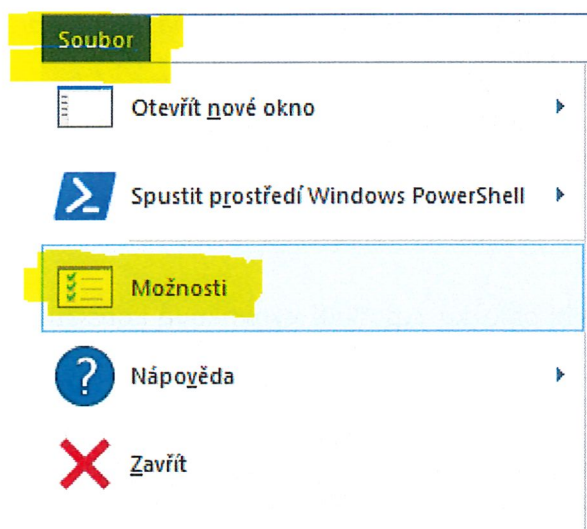 Soubor
Otevřít nové okno
Spustit prostředí Windows PowerShell
Možnosti
Nápověda
Zavřít